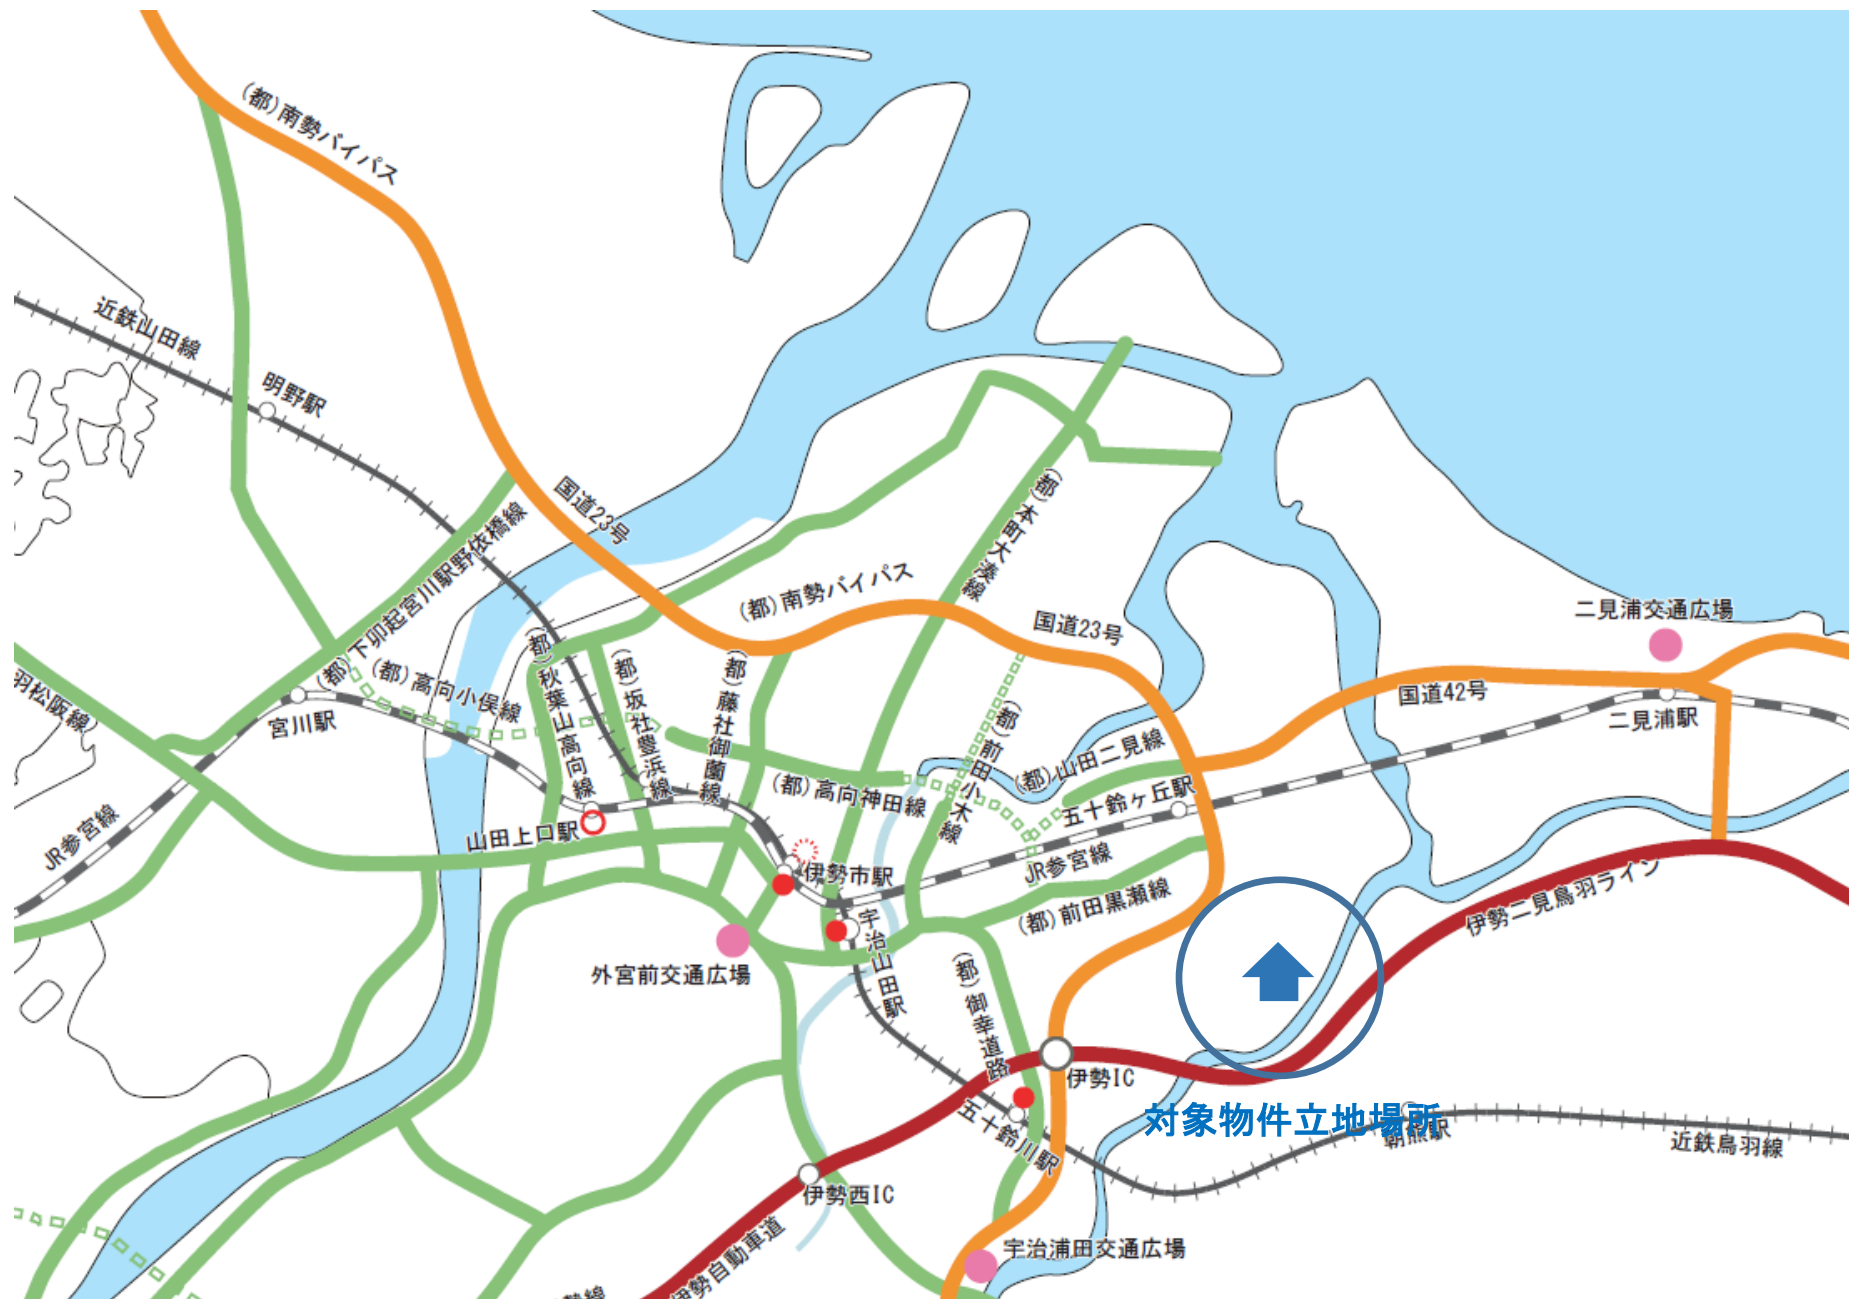 (都)南勢バイパス
近鉄山田線
明野駅
国道23号
(都)本町大湊線
(都)下卯起宮川駅野依橋線
(都)南勢バイパス
国道23号
二見浦交通広場
羽松阪線
(都)高向小俣線
宮川駅
(都)秋葉山高向線
(都)坂社豊浜線
(都)藤社御薗線
(都)前田小木線
(都)山田二見線
国道42号
二見浦駅
(都)高向神田線
五十鈴ヶ丘駅
JR参宮線
山田上口駅
伊勢市駅
JR参宮線
(都)前田黒瀬線
伊勢二見鳥羽ライン
宇治山田駅
外宮前交通広場
(都)御幸道路
伊勢IC
五十鈴川駅
対象物件立地場所
朝熊駅
近鉄鳥羽線
伊勢西IC
宇治浦田交通広場
伊勢自動車道